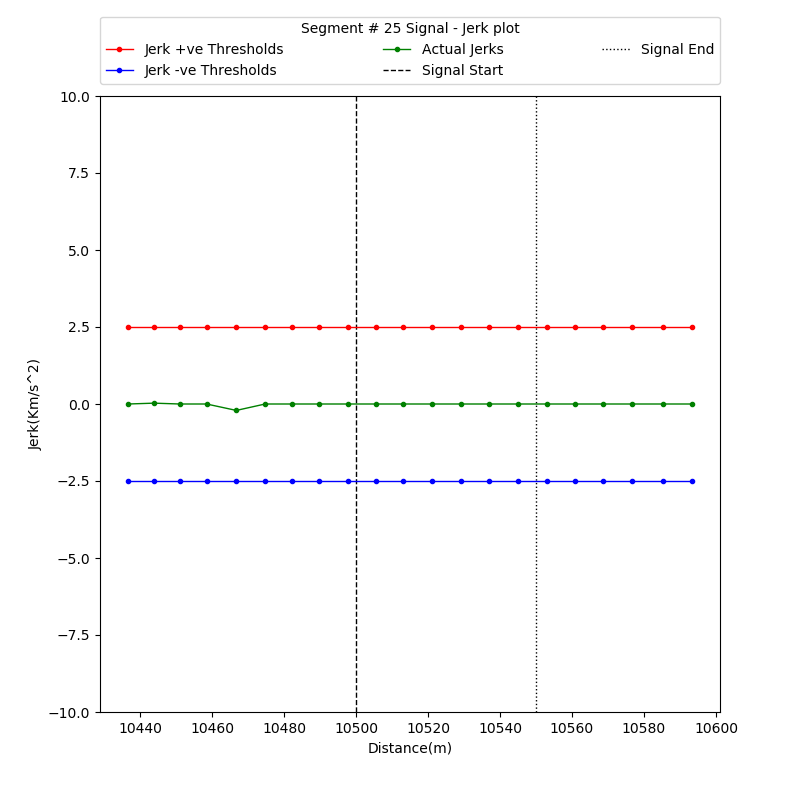 Segment # 25 Signal - Jerk plot
Jerk +ve Thresholds Actual Jerks Signal End
Jerk -ve Thresholds Signal Start
10.0
7.5
5.0
2.5
0.0
−2.5
−5.0
−7.5
−10.0
Jerk(Km/s^2)
10440 10460 10480 10500 10520 10540 10560 10580 10600
Distance(m)